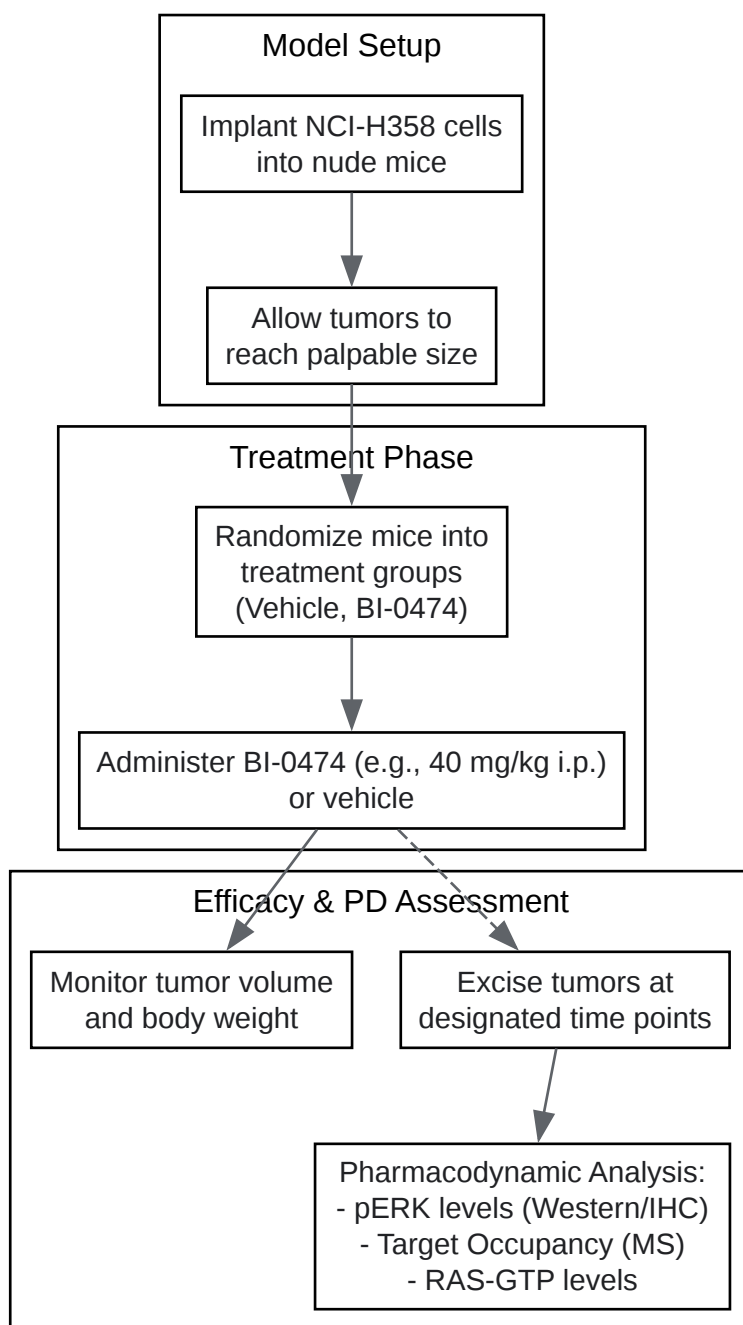 Model Setup
Implant NCI-H358 cells
into nude mice
Allow tumors to
reach palpable size
Treatment Phase
Randomize mice into
treatment groups
(Vehicle, BI-0474)
Administer BI-0474 (e.g., 40 mg/kg i.p.)
or vehicle
Efficacy & PD Assessment
Monitor tumor volume
and body weight
Excise tumors at
designated time points
Pharmacodynamic Analysis:
- pERK levels (Western/IHC)
- Target Occupancy (MS)
- RAS-GTP levels